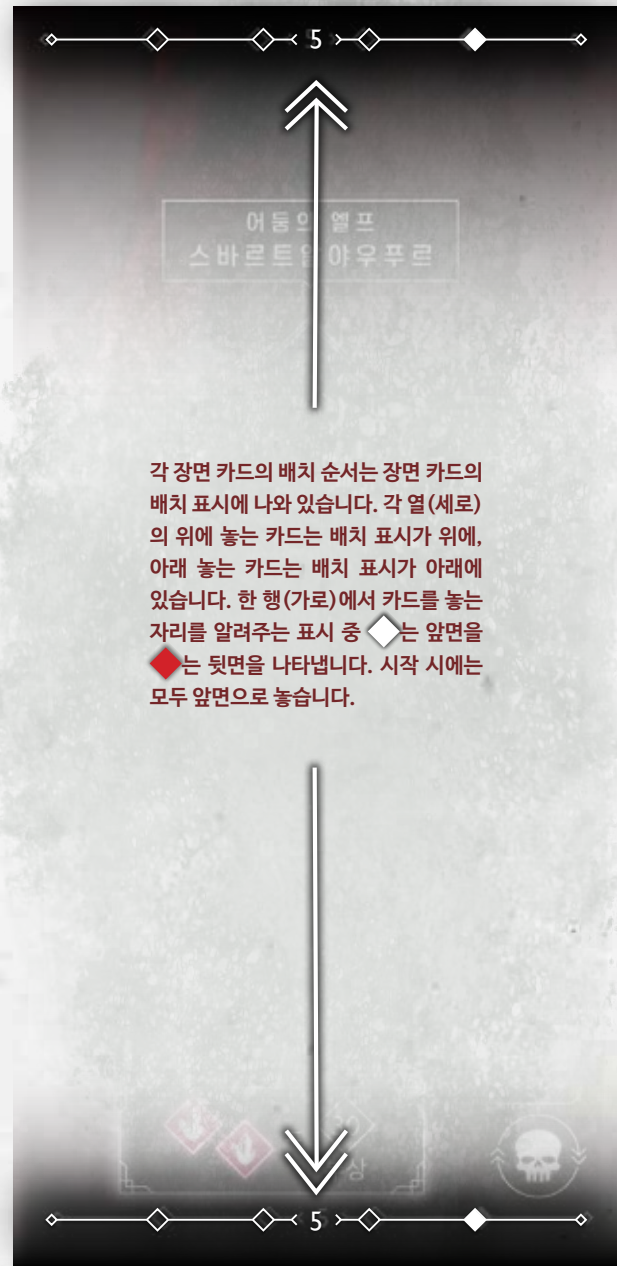 5
어둠의 엘프
스바르트알야우푸르
각 장면 카드의 배치 순서는 장면 카드의
배치 표시에 나와 있습니다. 각 열(세로)
의 위에 놓는 카드는 배치 표시가 위에,
아래 놓는 카드는 배치 표시가 아래에
있습니다. 한 행(가로)에서 카드를 놓는
자리를 알려주는 표시 중 는 앞면을
는 뒷면을 나타냅니다. 시작 시에는
모두 앞면으로 놓습니다.
상
5